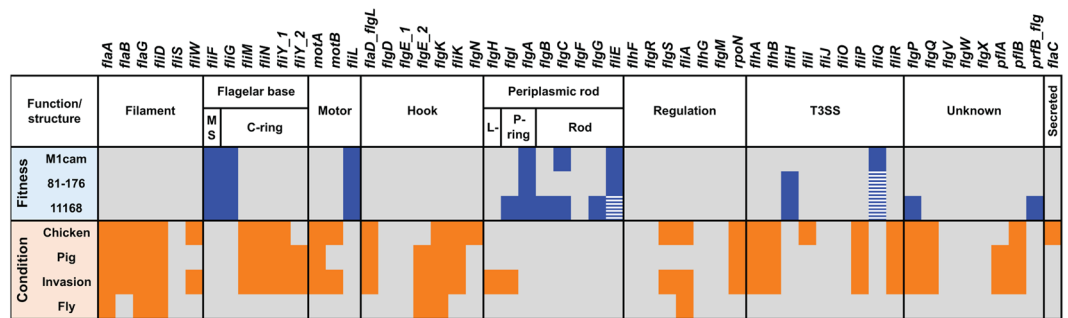 flaA flaB flaG fliD fliS fliW fliF fliG fliM fliN fliY_1 fliY_2 motA motB fliL flaD_flgL flgD flgE_1 flgE_2 flgK fliK flgN flgH flgI flgA flgB flgC flgF flgG fliE flhF flgR flgS fliA flhG flgM rpoN flhA flhB fliH fliI fliJ fliO fliP fliQ fliR flgP flgQ flgV flgW flgX pflA pflB prfB_flg flaC
Function/
structure
Filament
Flagelar base
M
S
C-ring
Motor
Hook
Periplasmic rod
L-
P-
ring
Rod
Regulation
T3SS
Unknown
Secreted
Fitness
M1cam
81-176
11168
Condition
Chicken
Pig
Invasion
Fly